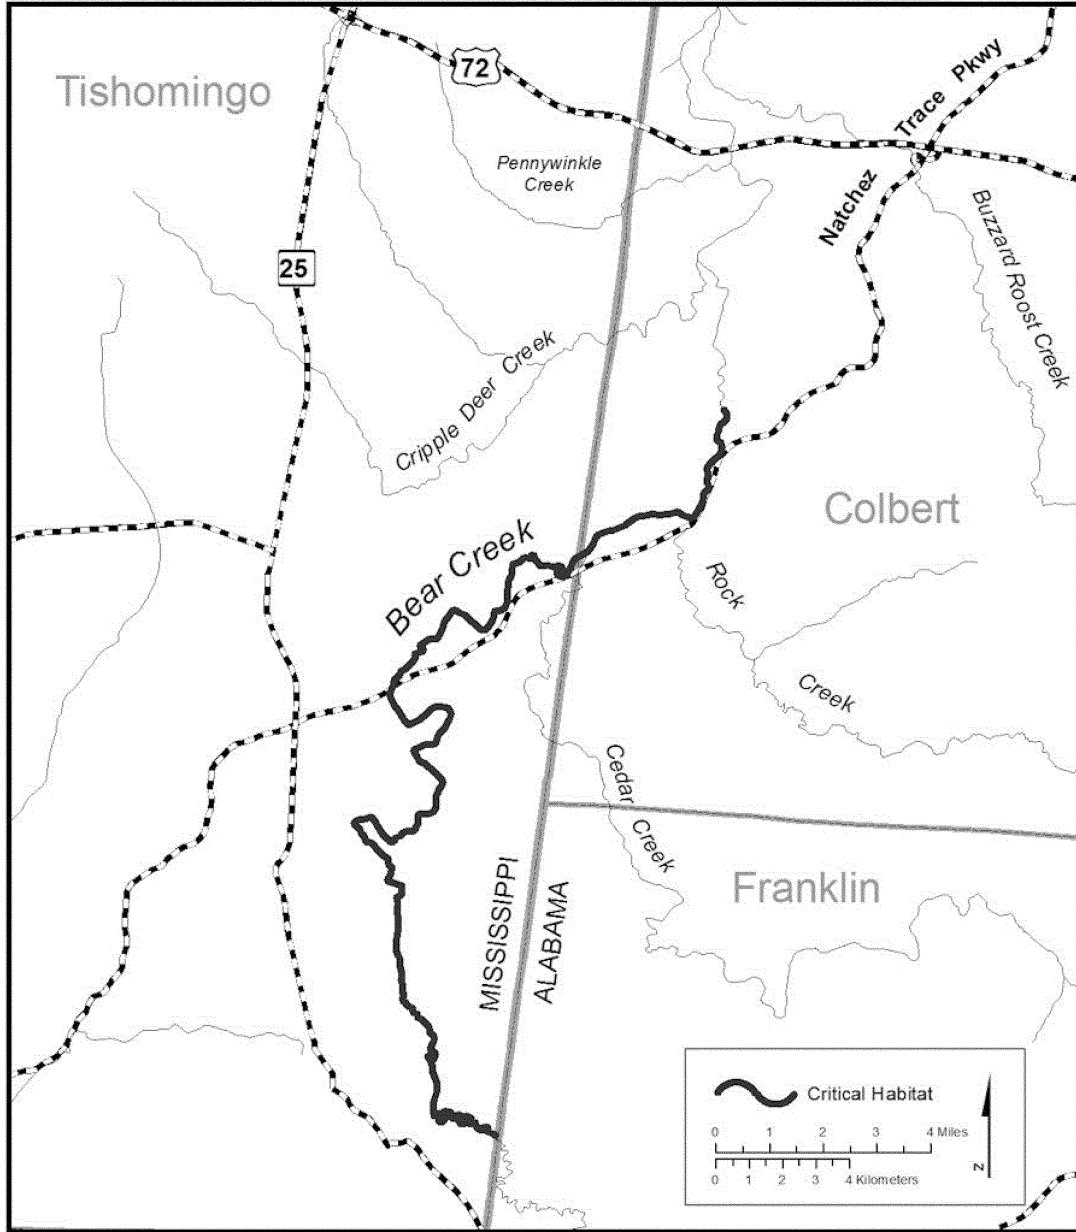 Tishomingo
72
Trace Pkwy
Natchez
Pennywinkle
Creek
25
Buzzard Roost Creek
Cripple Deer Creek
Colbert
Bear Creek
Rock
Creek
Cedar
Creek
Franklin
MISSISSIPPI
ALABAMA
Critical Habitat
0 1 2 3 4 Miles
0 1 2 3 4 Kilometers
N